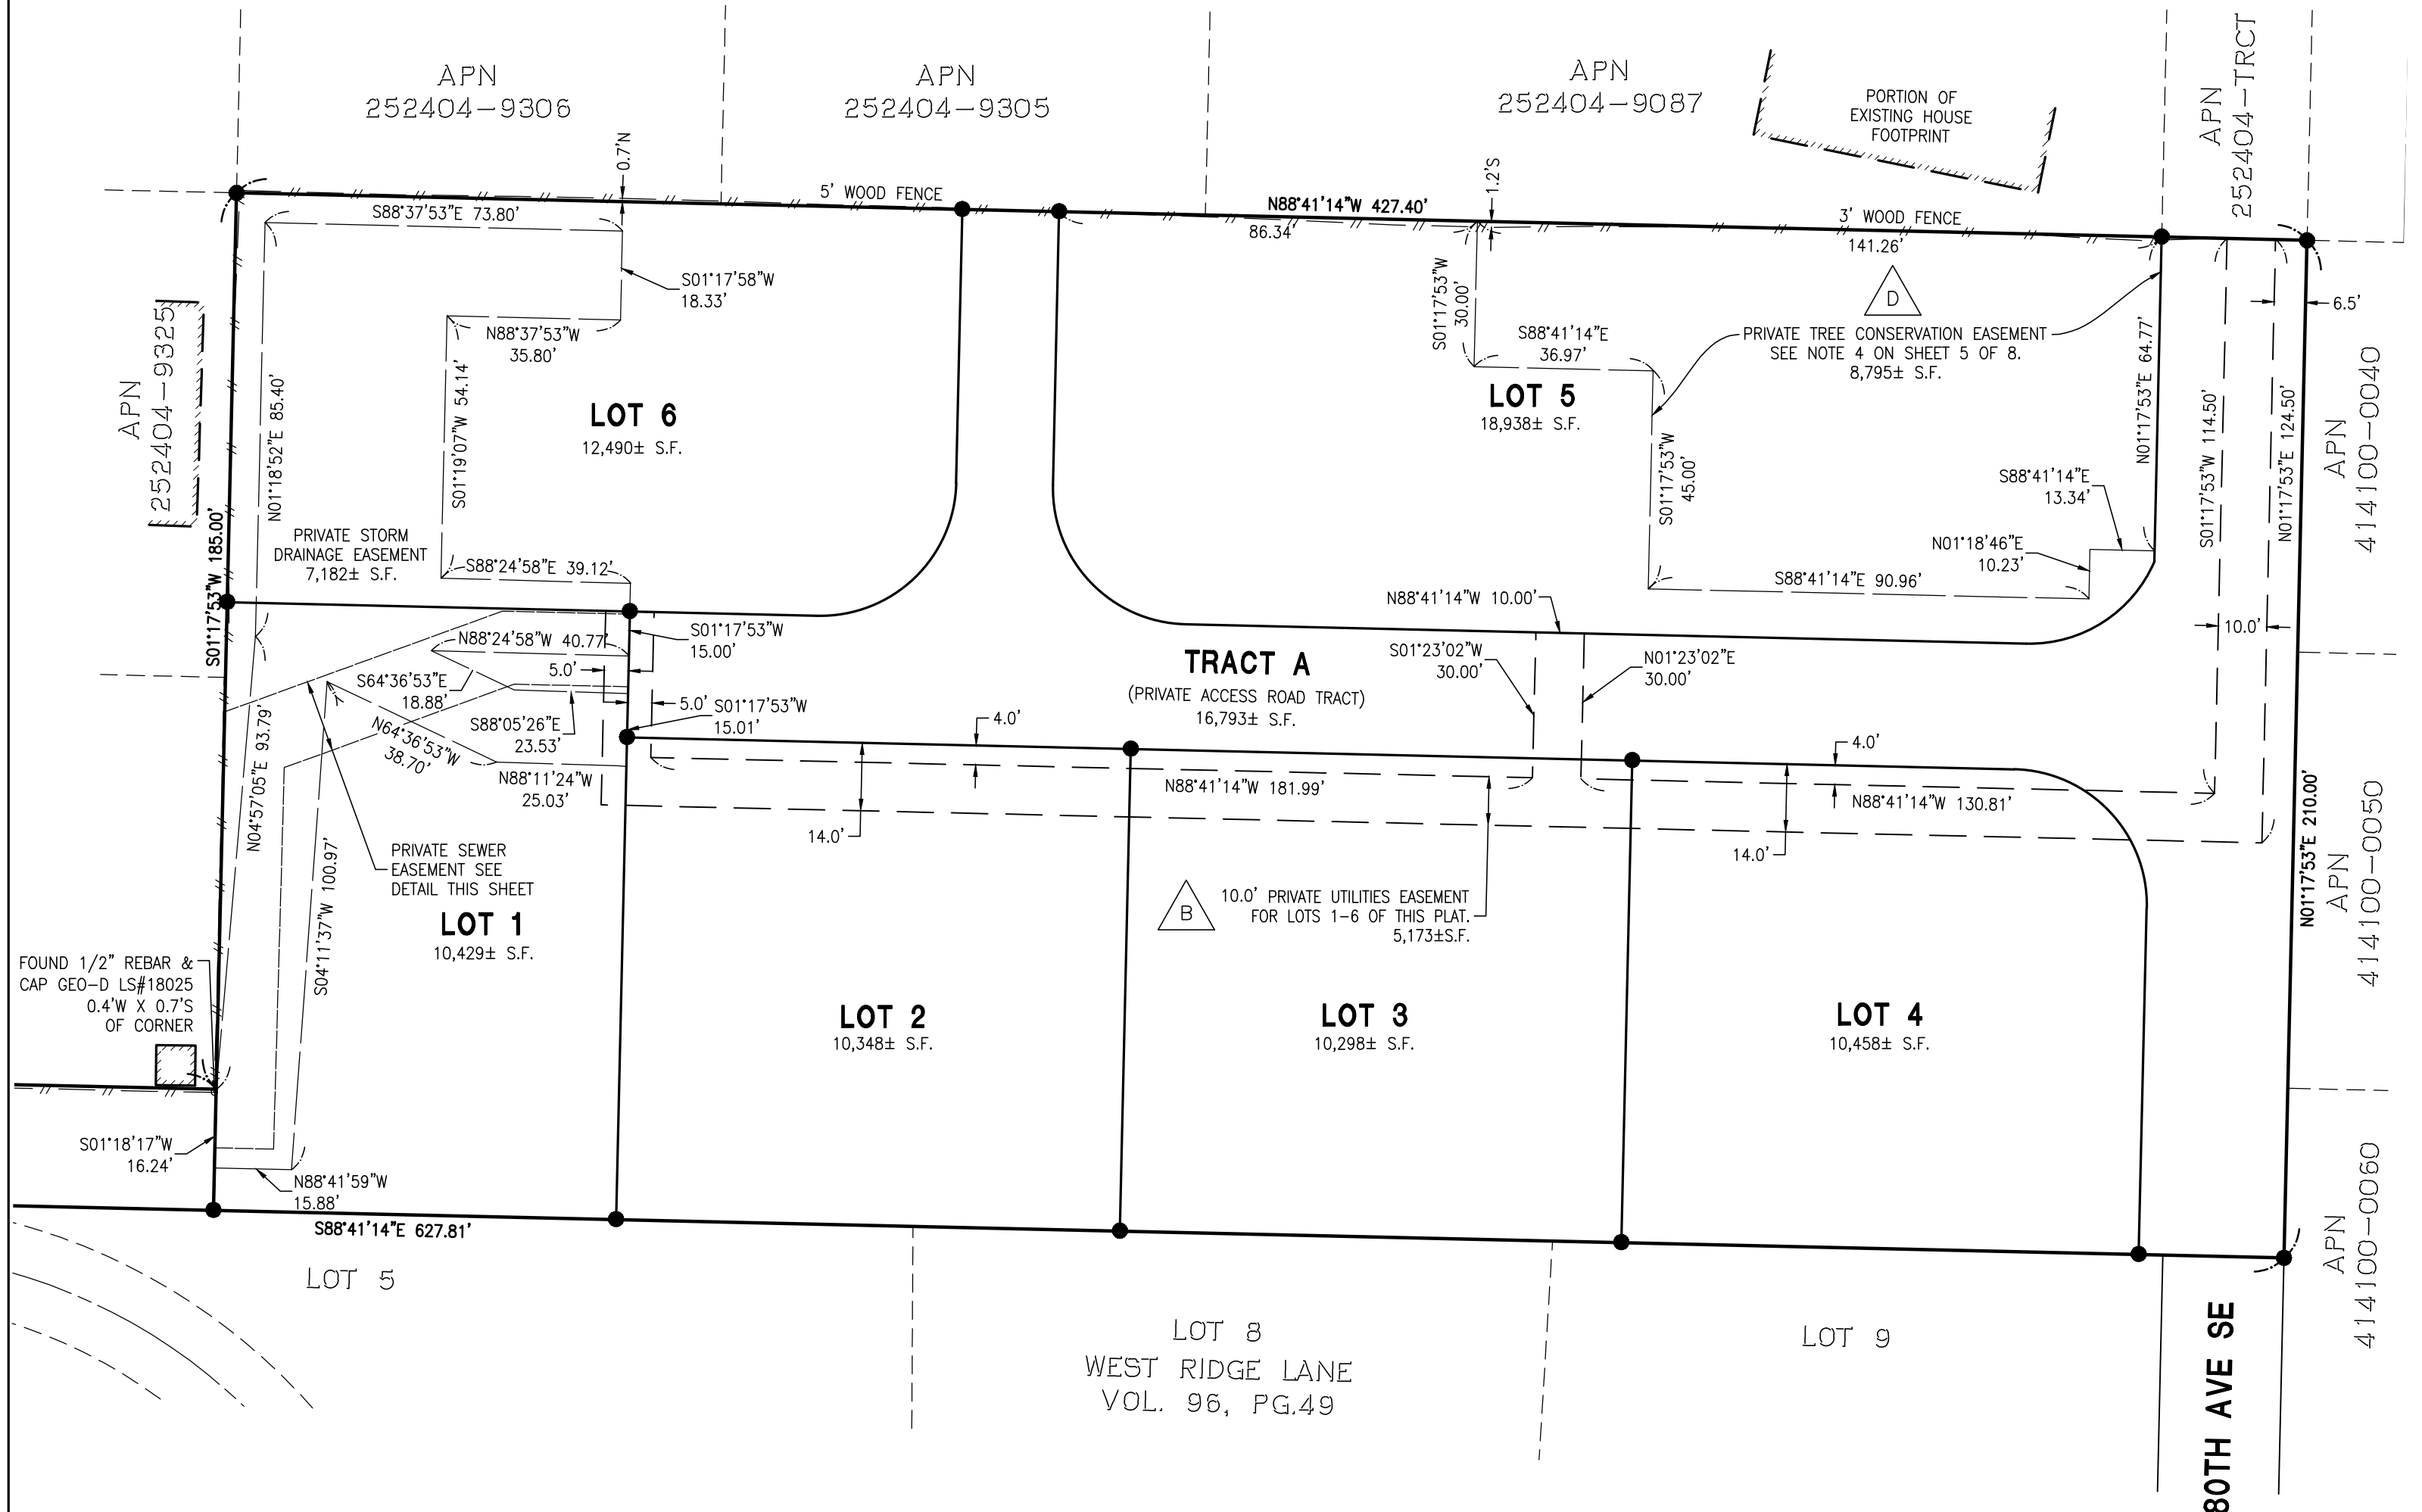 APN
252404-9306
APN
252404-9305
APN
252404-9087
PORTION OF
EXISTING HOUSE
FOOTPRINT
APN
252404-TRCT
0.7'N
5' WOOD FENCE
S88°37'53"E 73.80'
N88°41'14"W 427.40'
86.34'
1.2'S
3' WOOD FENCE
141.26'
6.5'
S01°17'58"W
18.33'
N88°37'53"W
35.80'
S01°19'07"W 54.14'
N01°18'52"E 85.40'
APN
252404-9325
LOT 6
12,490± S.F.
S01°17'53"W
30.00'
S88°41'14"E
36.97'
D
PRIVATE TREE CONSERVATION EASEMENT
SEE NOTE 4 ON SHEET 5 OF 8.
8,795± S.F.
LOT 5
18,938± S.F.
S01°17'53"W
45.00'
N01°17'53"E 64.77'
S01°17'53"W 114.50'
N01°17'53"E 124.50'
APN
414100-0040
S88°41'14"E
13.34'
N01°18'46"E
10.23'
S88°41'14"E 90.96'
PRIVATE STORM
DRAINAGE EASEMENT
7,182± S.F.
S88°24'58"E 39.12'
S01°17'53"W 185.00'
N88°41'14"W 10.00'
10.0'
N88°24'58"W 40.77'
S01°17'53"W
15.00'
5.0'
S64°36'53"E
18.88'
TRACT A
(PRIVATE ACCESS ROAD TRACT)
16,793± S.F.
S01°23'02"W
30.00'
N01°23'02"E
30.00'
5.0'
S01°17'53"W
15.01'
S88°05'26"E
23.53'
N64°36'53"W
38.70'
N88°11'24"W
25.03'
N04°57'05"E 93.79'
4.0'
4.0'
N88°41'14"W 181.99'
N88°41'14"W 130.81'
14.0'
14.0'
N01°17'53"E 210.00'
APN
414100-0050
PRIVATE SEWER
EASEMENT SEE
DETAIL THIS SHEET
S04°11'37"W 100.97'
LOT 1
10,429± S.F.
B
10.0' PRIVATE UTILITIES EASEMENT
FOR LOTS 1-6 OF THIS PLAT.
5,173±S.F.
FOUND 1/2" REBAR &
CAP GEO-D LS#18025
0.4'W X 0.7'S
OF CORNER
LOT 2
10,348± S.F.
LOT 3
10,298± S.F.
LOT 4
10,458± S.F.
S01°18'17"W
16.24'
N88°41'59"W
15.88'
S88°41'14"E 627.81'
APN
414100-0060
LOT 5
LOT 8
WEST RIDGE LANE
VOL. 96, PG.49
LOT 9
80TH AVE SE